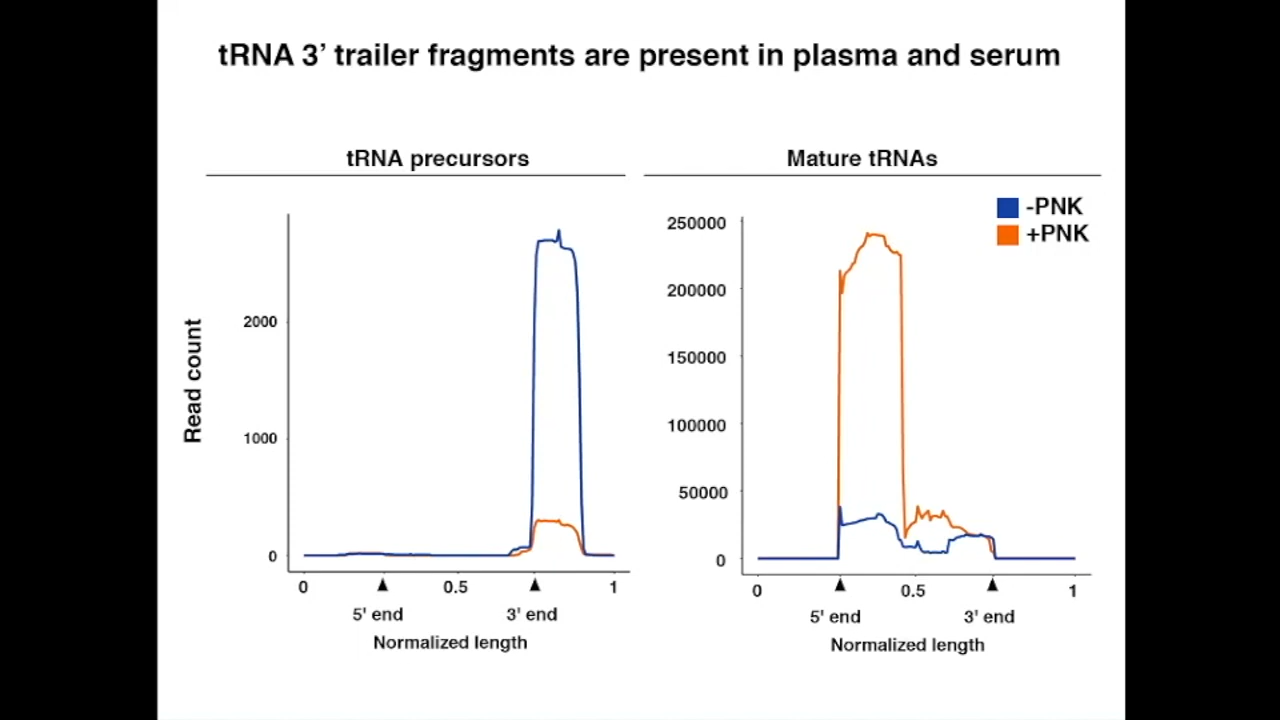 tRNA 3’ trailer fragments are present in plasma and serum
tRNA precursors
Read count
2000
1000
0
0
0.5
1
5' end
3' end
Normalized length
Mature tRNAs
-PNK
+PNK
250000
200000
150000
100000
50000
0
0
0.5
1
5' end
3' end
Normalized length